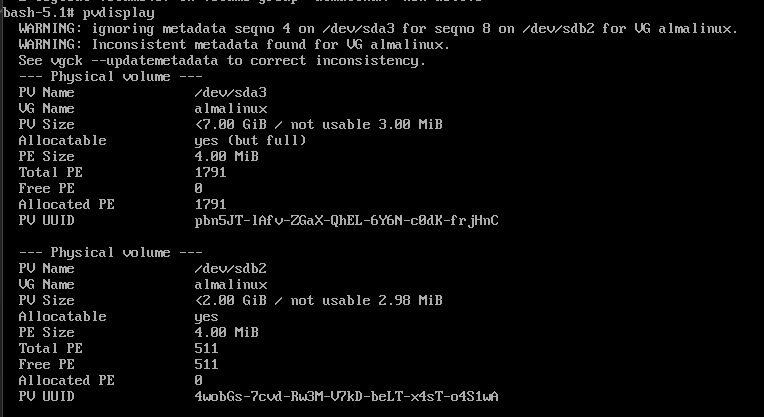 bash-5.1# pvdisplay
WARNING: ignoring metadata seqno 4 on /dev/sda3 for seqno 8 on /dev/sdb2 for VG almalinux.
WARNING: Inconsistent metadata found for VG almalinux.
See vgck --updatemetadata to correct inconsistency.
--- Physical volume ---
PV Name /dev/sda3
VG Name almalinux
PV Size <7.00 GiB / not usable 3.00 MiB
Allocatable yes (but full)
PE Size 4.00 MiB
Total PE 1791
Free PE 0
Allocated PE 1791
PV UUID pbn5JT-lAfv-ZGaX-QhEL-6Y6N-c0dK-frjHnC
--- Physical volume ---
PV Name /dev/sdb2
VG Name almalinux
PV Size <2.00 GiB / not usable 2.98 MiB
Allocatable yes
PE Size 4.00 MiB
Total PE 511
Free PE 511
Allocated PE 0
PV UUID 4wobGs-7cvd-Rw3M-V7kD-beLT-x4sT-o4S1wA